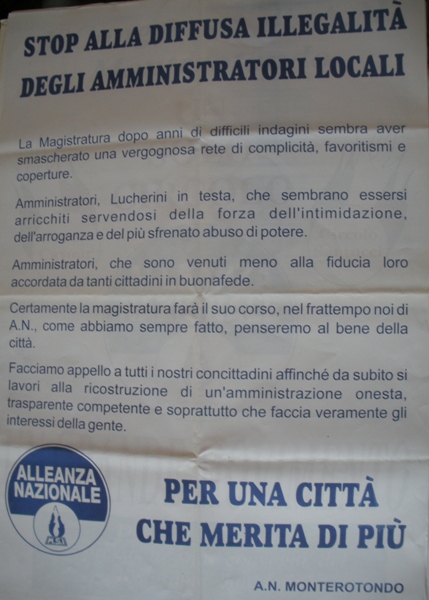 STOP ALLA DIFFUSA ILLEGALITÀ
DEGLI AMMINISTRATORI LOCALI
La Magistratura dopo anni di difficili indagini sembra aver
smascherato una vergognosa rete di complicità, favoritismi e
coperture.
Amministratori, Lucherini in testa, che sembrano essersi
arricchiti servendosi della forza dell'intimidazione,
dell'arroganza e del più sfrenato abuso di potere.
Amministratori, che sono venuti meno alla fiducia loro
accordata da tanti cittadini in buonafede.
Certamente la magistratura farà il suo corso, nel frattempo noi di
A.N., come abbiamo sempre fatto, penseremo al bene della
città.
Facciamo appello a tutti i nostri concittadini affinché da subito si
lavori alla ricostruzione di un'amministrazione onesta,
trasparente competente e soprattutto che faccia veramente gli
interessi della gente.
ALLEANZA
NAZIONALE
M.S.I.
PER UNA CITTÀ
CHE MERITA DI PIÙ
A.N. MONTEROTONDO